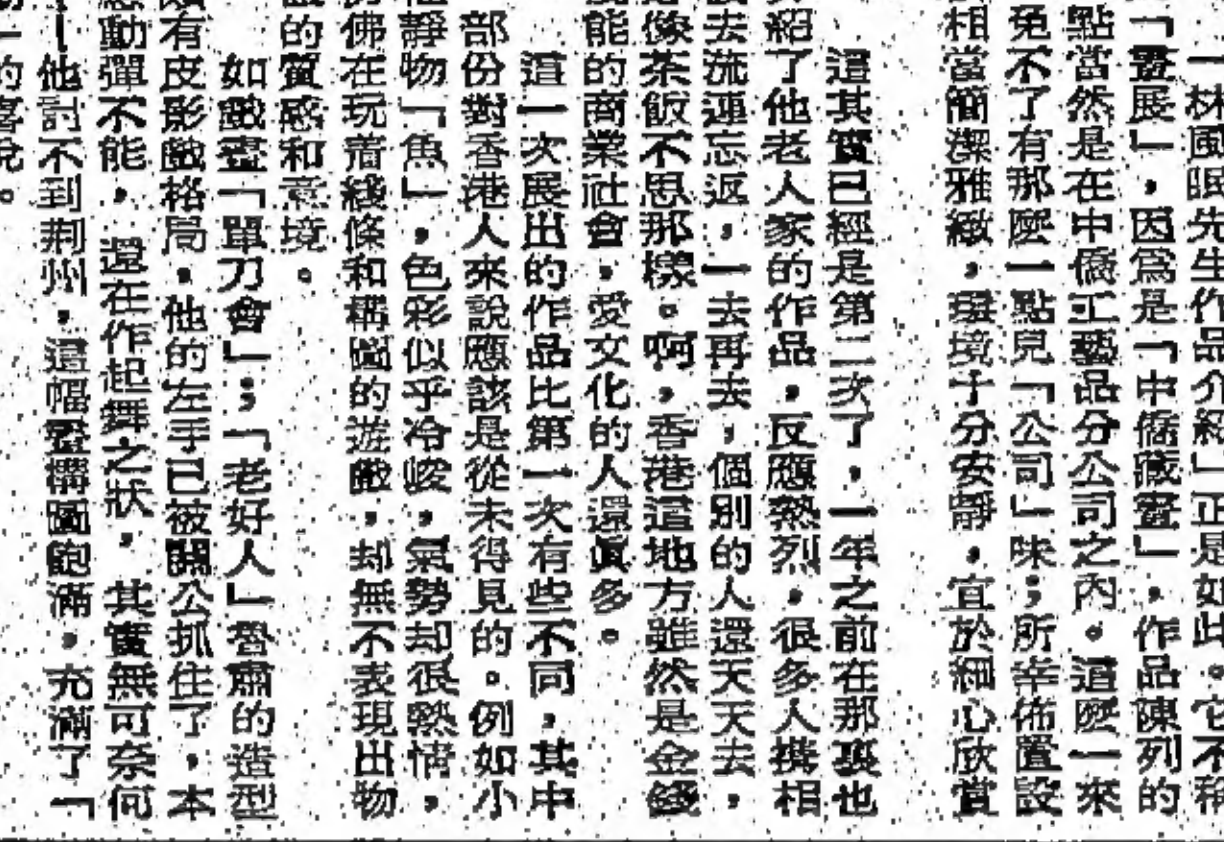 一林風眠先生作品介紹」正是如此。它不稱
「畫展」，因爲是「中僑藏畫」，作品陳列的
點當然是在中僑工藝品分公司之內。這麽一來
免不了有那麽一點兒「公司」味；所幸佈置設
相當簡潔雅緻，環境十分安靜，宜於細心欣賞
這其實已經是第二次了，一年之前在那裏也
紹了他老人家的作品，反應熱烈，很多人携相
去流連忘返，一去再去，個別的人還天天去，
像茶飯不思那樣。啊，香港這地方雖然是金錢
能的商業社會，愛文化的人還眞多。
這一次展出的作品比第一次有些不同，其中
部份對香港人來說應該是從未得見的。例如小
靜物「魚」，色彩似乎冷峻，氣勢却很熱情，
彿在玩着綫條和構圖的遊戲，却無不表現出物
的質感和意境。
如戲畫「單刀會」；「老好人」魯肅的造型
有皮影戲格局，他的左手已被關公抓住了，本
動彈不能，還在作起舞之狀，其實無可奈何
他討不到荆州，這幅畫構圖飽滿，充滿了「
的喜悅。